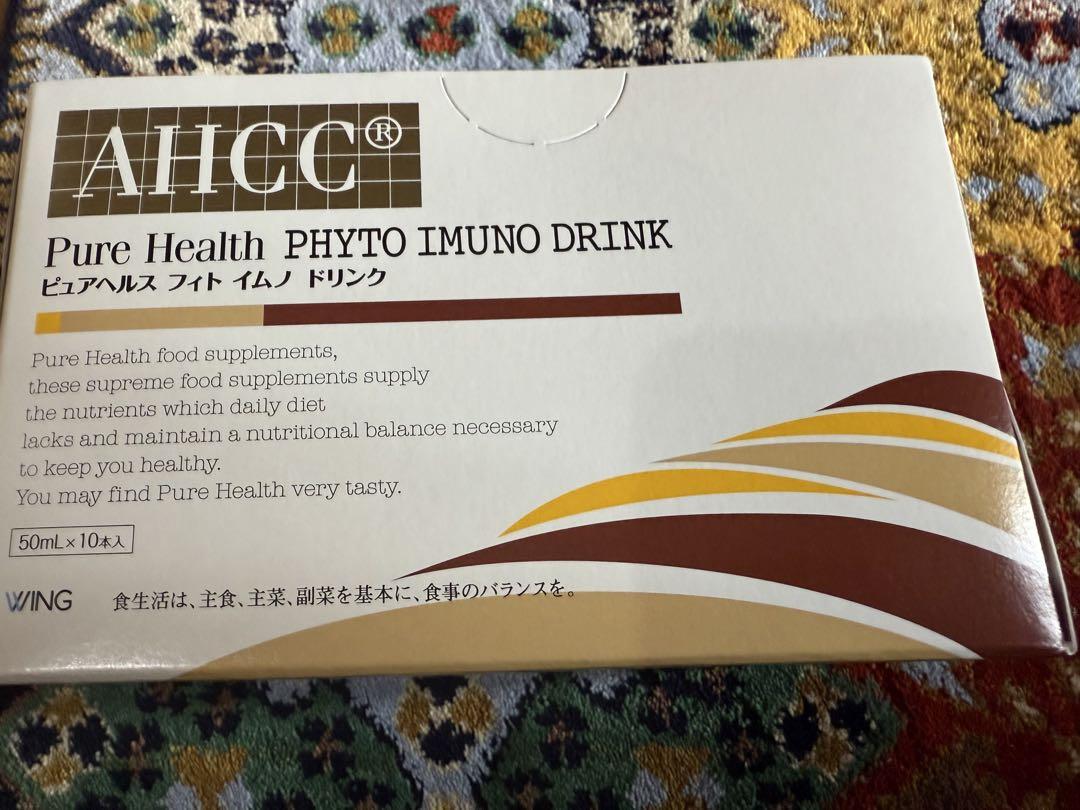 AHCC®
Pure Health PHYTO IMUNO DRINK
ピュアヘルス フィト イムノ ドリンク
Pure Health food supplements,
these supreme food supplements supply
the nutrients which daily diet
lacks and maintain a nutritional balance necessary
to keep you healthy.
You may find Pure Health very tasty.
50mL×10本入
WING 食生活は、主食、主菜、副菜を基本に、食事のバランスを。